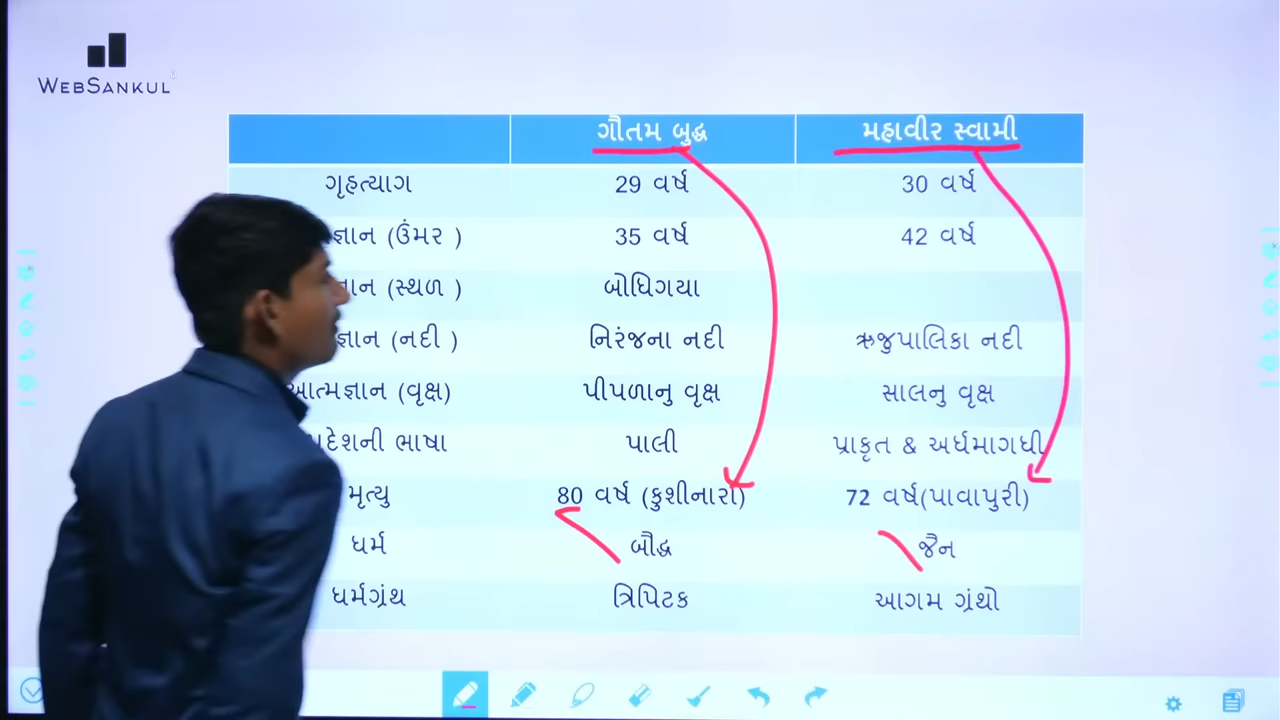 WEBSANKUL
ગૌતમ બુદ્ધ મહાવીર સ્વામી
ગૃહત્યાગ 29 વર્ષ 30 વર્ષ
જ્ઞાન (ઉંમર ) 35 વર્ષ 42 વર્ષ
(સ્થળ ) બોધિગયા
જ્ઞાન (નદી ) નિરંજના નદી ઋજુપાલિકા નદી
આત્મજ્ઞાન (વૃક્ષ) પીપળાનુ વૃક્ષ સાલનુ વૃક્ષ
ભાષા પાલી પ્રાકૃત & અર્ધમાગધી
મૃત્યુ 80 વર્ષ (કુશીનારા) 72 વર્ષ(પાવાપુરી)
ધર્મ બૌદ્ધ જૈન
ધર્મગ્રંથ ત્રિપિટક આગમ ગ્રંથો